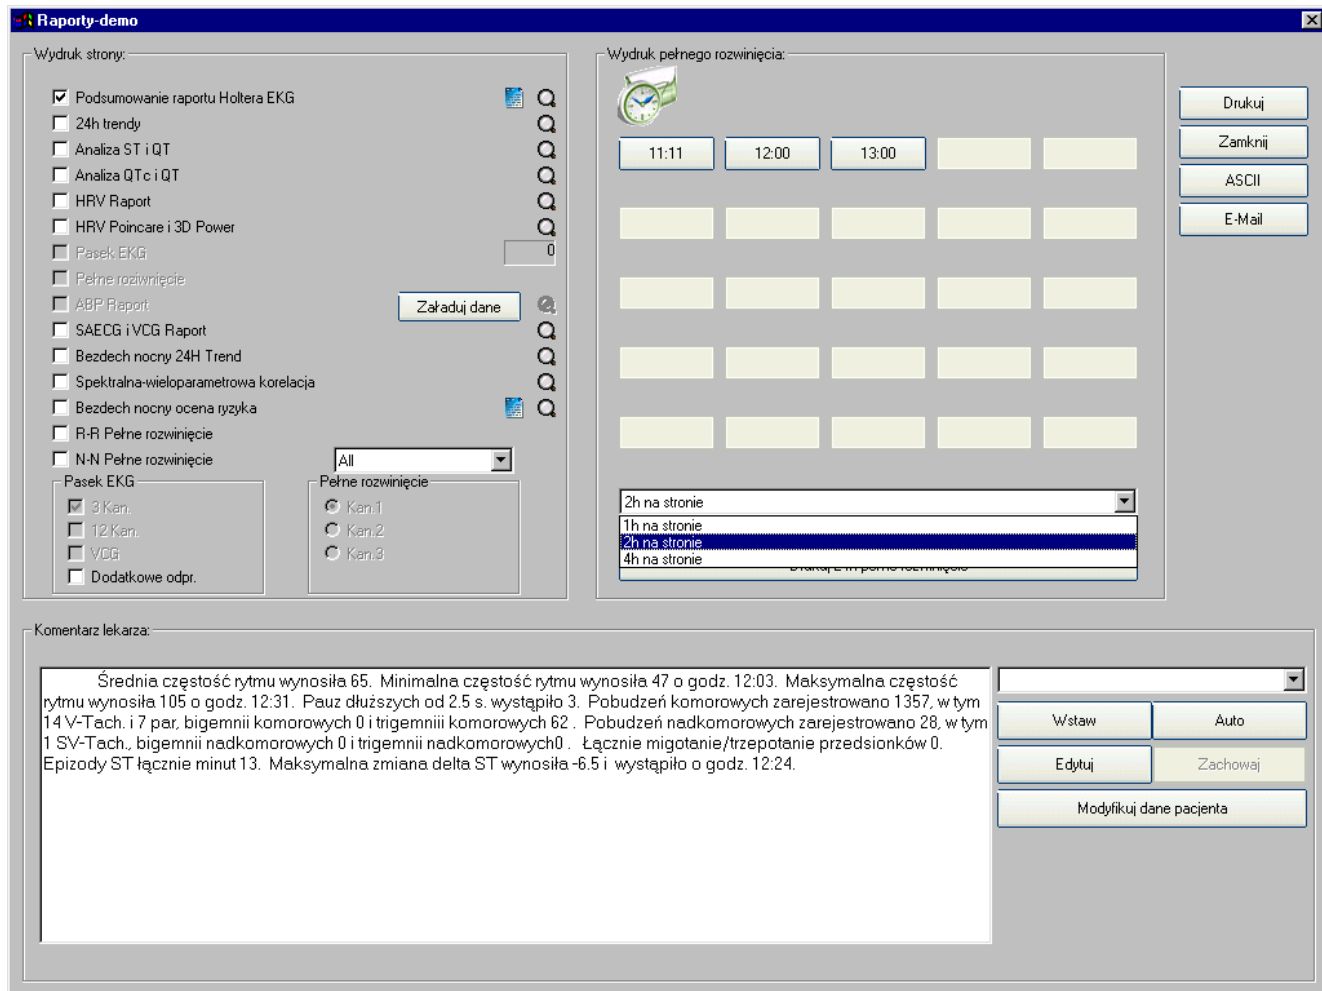 Raporty-demo
Wydruk strony:
Podsumowanie raportu Holtera EKG
24h trendy
Analiza ST i QT
Analiza QTc i QT
HRV Raport
HRV Poincare i 3D Power
Pasek EKG
0
Pełne roziwnięcie
ABP Raport
Załaduj dane
SAECG i VCG Raport
Bezdech nocny 24H Trend
Spektralna-wieloparametrowa korelacja
Bezdech nocny ocena ryzyka
R-R Pełne rozwinięcie
N-N Pełne rozwinięcie
All
Pasek EKG
3 Kan.
12 Kan.
VCG
Dodatkowe odpr.
Pełne rozwinięcie
Kan.1
Kan.2
Kan.3
Wydruk pełnego rozwinięcia:
11:11 12:00 13:00
2h na stronie
1h na stronie
2h na stronie
4h na stronie
Drukuj
Zamknij
ASCII
E-Mail
Komentarz lekarza:
Średnia częstość rytmu wynosiła 65. Minimalna częstość rytmu wynosiła 47 o godz. 12:03. Maksymalna częstość
rytmu wynosiła 105 o godz. 12:31. Pauz dłuższych od 2.5 s. wystąpiło 3. Pobudzeń komorowych zarejestrowano 1357, w tym
14 V-Tach. i 7 par, bigemnii komorowych 0 i trigemniii komorowych 62 . Pobudzeń nadkomorowych zarejestrowano 28, w tym
1 SV-Tach., bigemnii nadkomorowych 0 i trigemnii nadkomorowych0 . Łącznie migotanie/trzepotanie przedsionków 0.
Epizody ST łącznie minut 13. Maksymalna zmiana delta ST wynosiła -6.5 i wystąpiło o godz. 12:24.
Wstaw
Auto
Edytuj
Zachowaj
Modyfikuj dane pacjenta